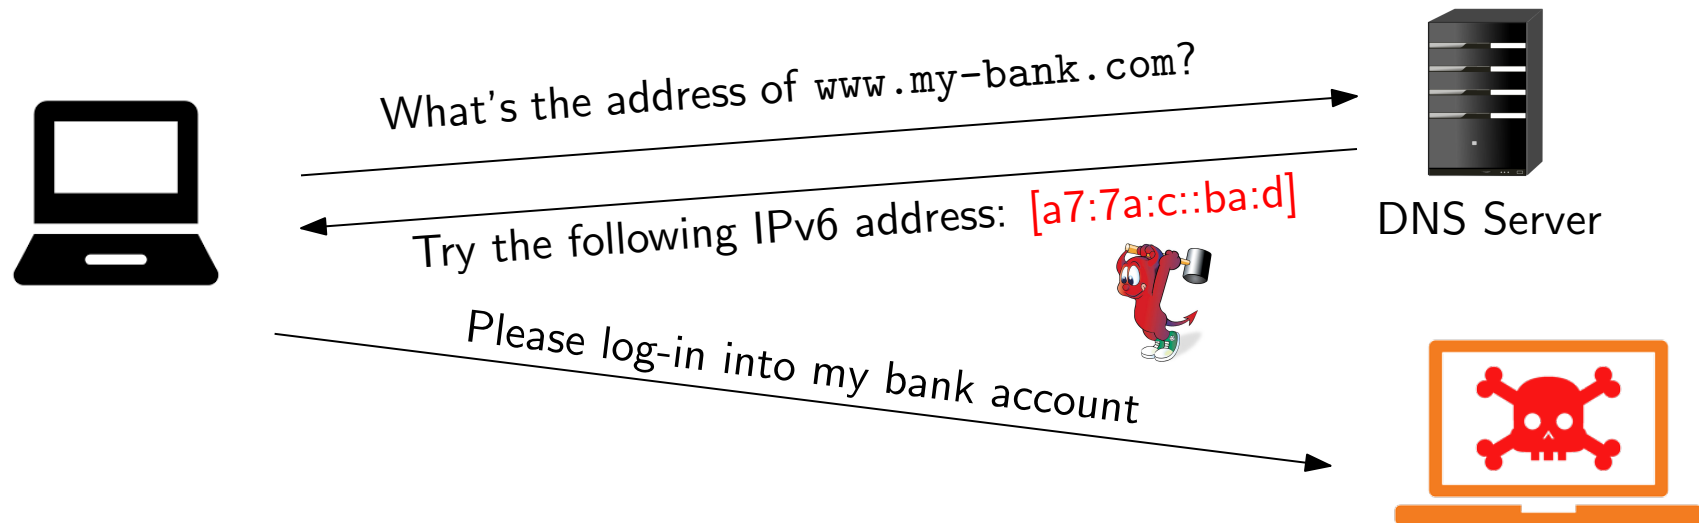 What's the address of www.my-bank.com?
Try the following IPv6 address: [a7:7a:c::ba:d]
DNS Server
Please log-in into my bank account